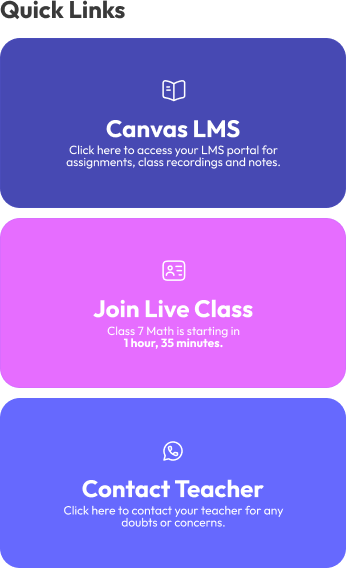 Quick Links
Canvas LMS
Click here to access your LMS portal for
assignments, class recordings and notes.
Join Live Class
Class 7 Math is starting in
1 hour, 35 minutes.
Contact Teacher
Click here to contact your teacher for any
doubts or concerns.